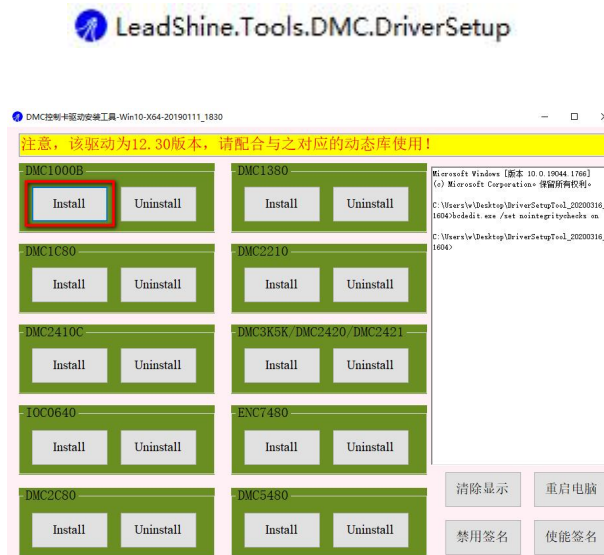 LeadShine.Tools.DMC.DriverSetup
DMC控制卡驱动安装工具-Win10-X64-20190111_1830
注意，该驱动为12.30版本，请配合与之对应的动态库使用！
DMC1000B
Install Uninstall
DMC1380
Install Uninstall
DMC1C80
Install Uninstall
DMC2210
Install Uninstall
DMC2410C
Install Uninstall
DMC3K5K/DMC2420/DMC2421
Install Uninstall
IOC0640
Install Uninstall
ENC7480
Install Uninstall
DMC2C80
Install Uninstall
DMC5480
Install Uninstall
Microsoft Windows [版本 10.0.19044.1766]
(c) Microsoft Corporation。保留所有权利。
C:\Users\w\Desktop\DriverSetupTool_20200316_
1604>bcdedit.exe /set nointegritychecks on
C:\Users\w\Desktop\DriverSetupTool_20200316_
1604>
清除显示 重启电脑
禁用签名 使能签名